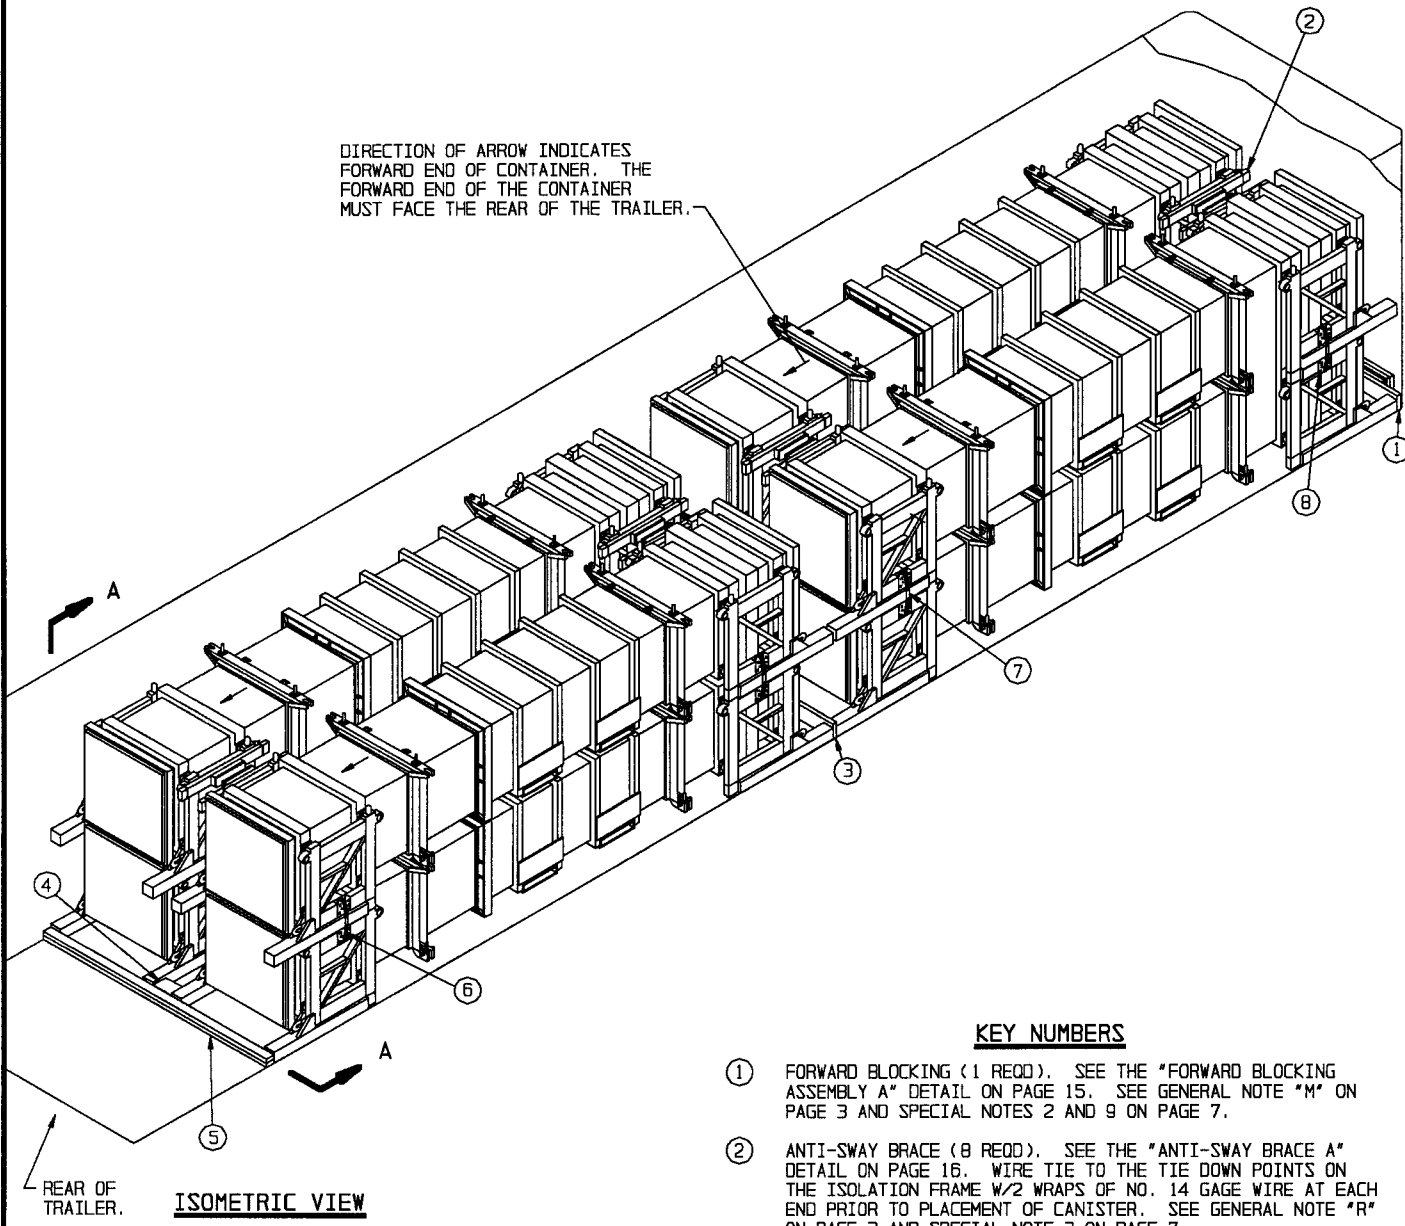 2
DIRECTION OF ARROW INDICATES
FORWARD END OF CONTAINER. THE
FORWARD END OF THE CONTAINER
MUST FACE THE REAR OF THE TRAILER.
1
8
A
7
3
4
6
A
5
REAR OF
TRAILER.
ISOMETRIC VIEW
KEY NUMBERS
1 FORWARD BLOCKING (1 REQD). SEE THE "FORWARD BLOCKING
ASSEMBLY A" DETAIL ON PAGE 15. SEE GENERAL NOTE "M" ON
PAGE 3 AND SPECIAL NOTES 2 AND 9 ON PAGE 7.
2 ANTI-SWAY BRACE (8 REQD). SEE THE "ANTI-SWAY BRACE A"
DETAIL ON PAGE 16. WIRE TIE TO THE TIE DOWN POINTS ON
THE ISOLATION FRAME W/2 WRAPS OF NO. 14 GAGE WIRE AT EACH
END PRIOR TO PLACEMENT OF CANISTER. SEE GENERAL NOTE "R"